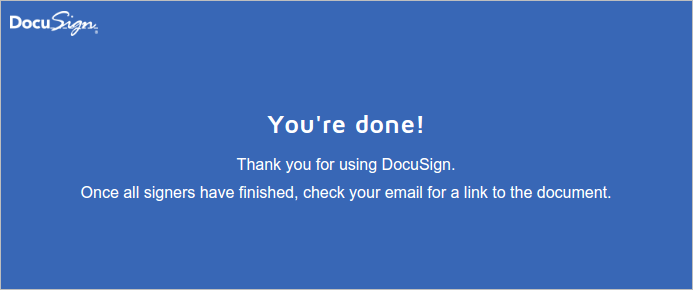 DocuSign®
You're done!
Thank you for using DocuSign.
Once all signers have finished, check your email for a link to the document.